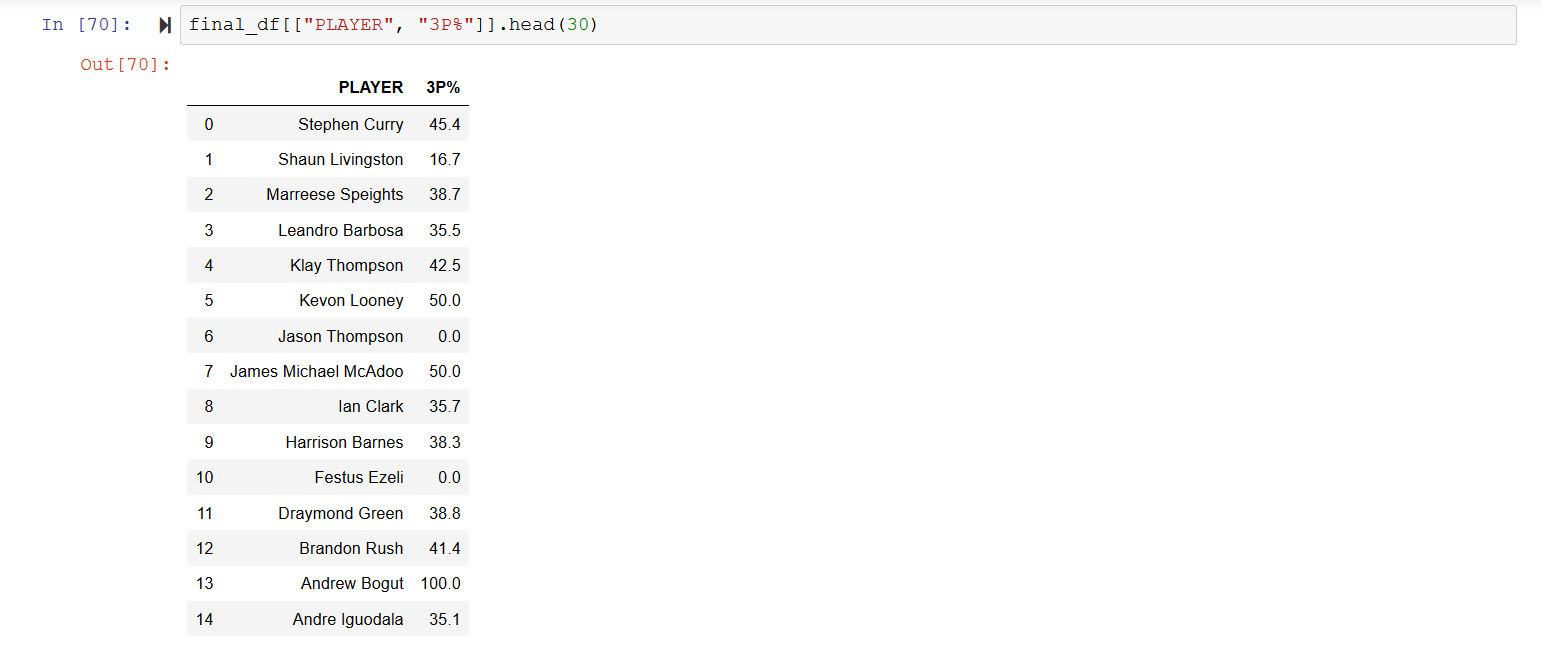 In [70]: final_df[["PLAYER", "3P%"]].head(30)
Out[70]:
PLAYER 3P%
0 Stephen Curry 45.4
1 Shaun Livingston 16.7
2 Marreese Speights 38.7
3 Leandro Barbosa 35.5
4 Klay Thompson 42.5
5 Kevon Looney 50.0
6 Jason Thompson 0.0
7 James Michael McAdoo 50.0
8 Ian Clark 35.7
9 Harrison Barnes 38.3
10 Festus Ezeli 0.0
11 Draymond Green 38.8
12 Brandon Rush 41.4
13 Andrew Bogut 100.0
14 Andre Iguodala 35.1